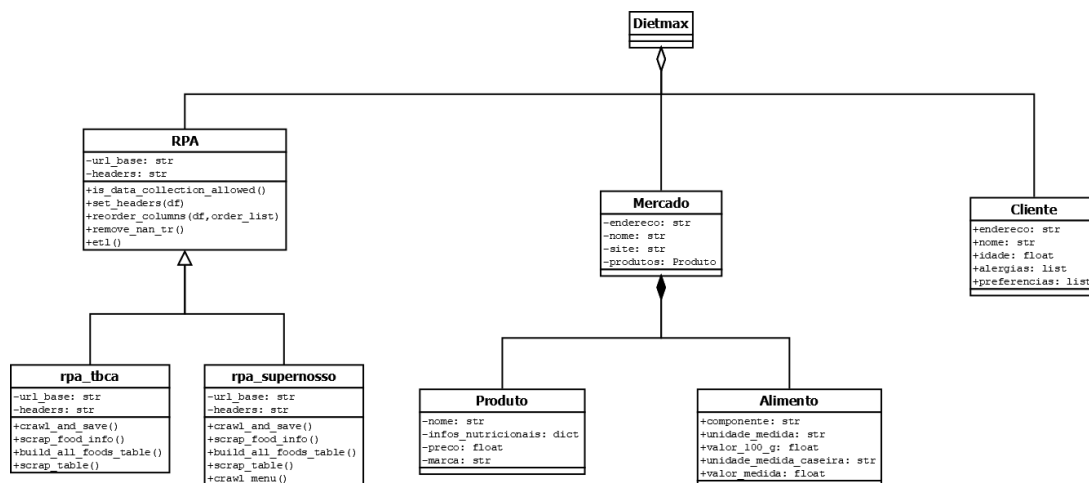 Dietmax
RPA
-url_base: str
-headers: str
+is_data_collection_allowed()
+set_headers(df)
+reorder_columns(df,order_list)
+remove_nan_tr()
+etl()
Mercado
-endereco: str
-nome: str
-site: str
-produtos: Produto
Cliente
+endereco: str
+nome: str
+idade: float
+alergias: list
+preferencias: list
rpa_tbca
-url_base: str
-headers: str
+crawl_and_save()
+scrap_food_info()
+build_all_foods_table()
+scrap_table()
rpa_supernosso
-url_base: str
-headers: str
+crawl_and_save()
+scrap_food_info()
+build_all_foods_table()
+scrap_table()
+crawl_menu()
Produto
-nome: str
-infos_nutricionais: dict
-preco: float
-marca: str
Alimento
+componente: str
+unidade_medida: str
+valor_100_g: float
+unidade_medida_caseira: str
+valor_medida: float